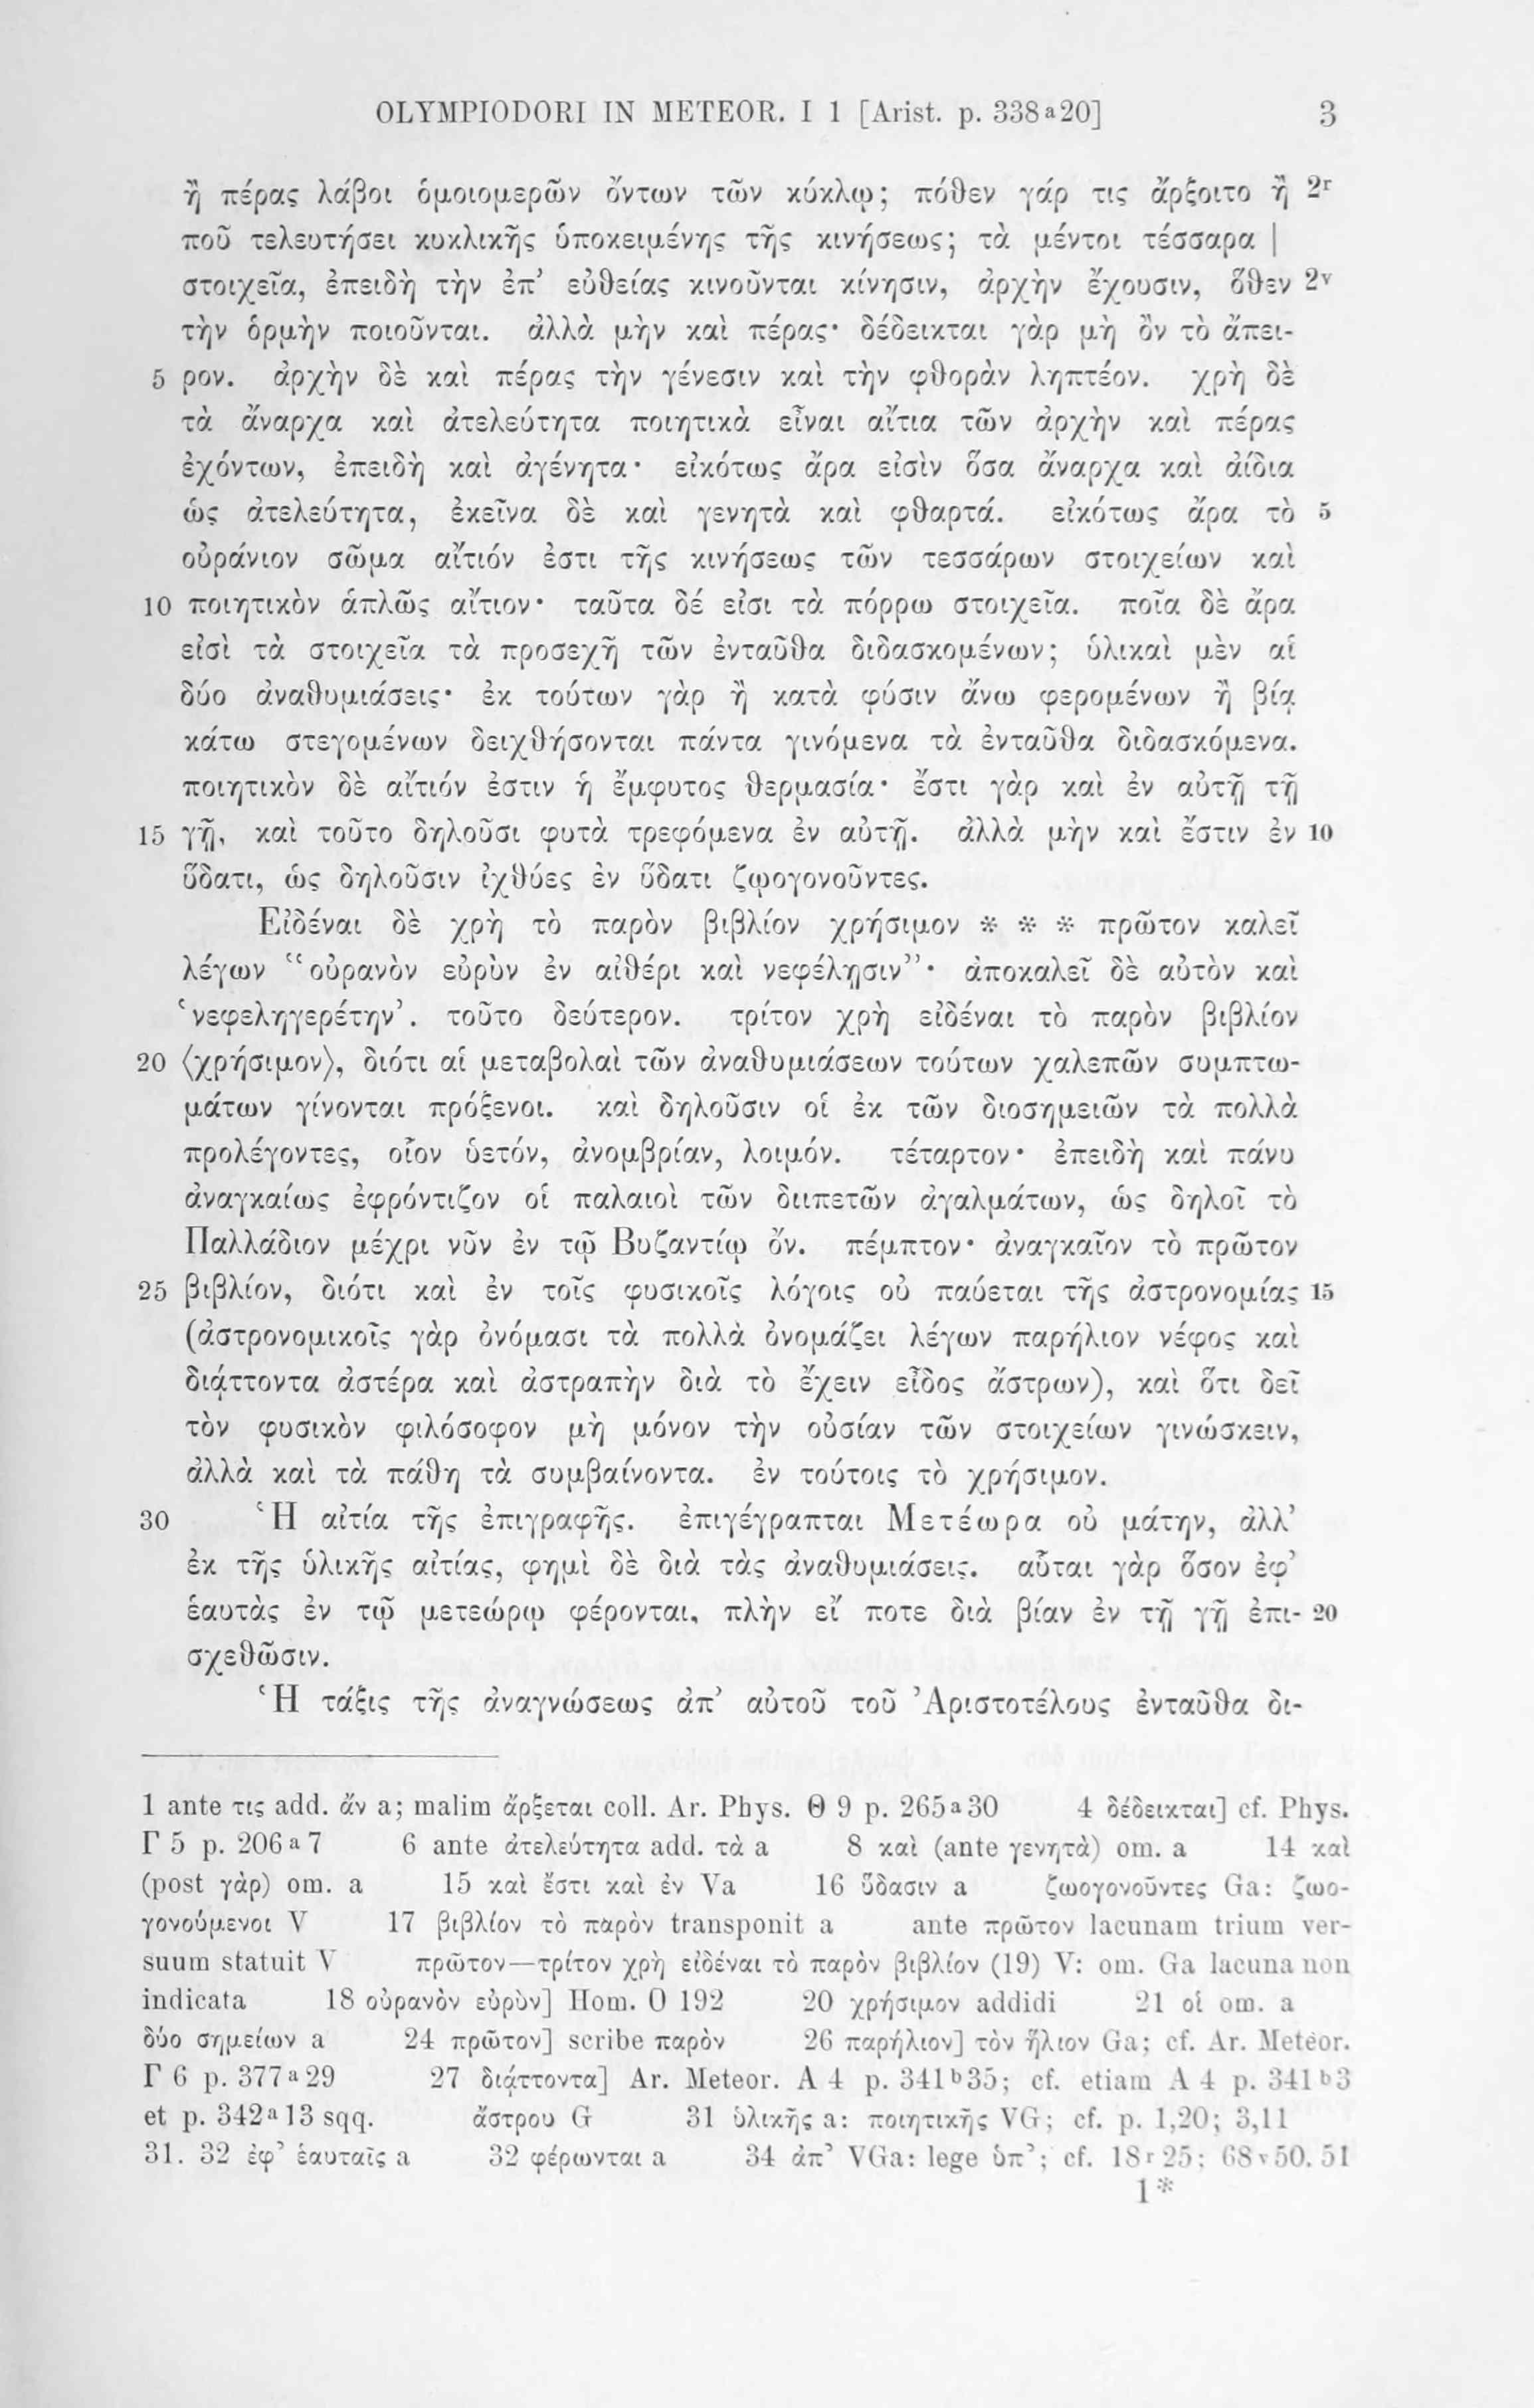 OLYMPIODORI IN METEOR. I 1 [Arist. p. 338a20] 3
ἢ πέρας λάβοι ὁμοιομερῶν ὄντων τῶν κύκλῳ; πόθεν γάρ τις ἄρξοιτο ἢ 2r
ποῦ τελευτήσει κυκλικῆς ὑποκειμένης τῆς κινήσεως; τὰ μέντοι τέσσαρα |
στοιχεῖα, ἐπειδὴ τὴν ἐπ’ εὐθείας κινοῦνται κίνησιν, ἀρχὴν ἔχουσιν, ὅθεν 2v
τὴν ὁρμὴν ποιοῦνται. ἀλλὰ μὴν καὶ πέρας· δέδεικται γὰρ μὴ ὂν τὸ ἄπει-
5 ρον. ἀρχὴν δὲ καὶ πέρας τὴν γένεσιν καὶ τὴν φθορὰν ληπτέον. χρὴ δὲ
τὰ ἄναρχα καὶ ἀτελεύτητα ποιητικὰ εἶναι αἴτια τῶν ἀρχὴν καὶ πέρας
ἐχόντων, ἐπειδὴ καὶ ἀγένητα· εἰκότως ἄρα εἰσὶν ὅσα ἄναρχα καὶ ἀίδια
ὡς ἀτελεύτητα, ἐκεῖνα δὲ καὶ γενητὰ καὶ φθαρτά. εἰκότως ἄρα τὸ 5
οὐράνιον σῶμα αἴτιόν ἐστι τῆς κινήσεως τῶν τεσσάρων στοιχείων καὶ
10 ποιητικὸν ἁπλῶς αἴτιον· ταῦτα δέ εἰσι τὰ πόρρω στοιχεῖα. ποῖα δὲ ἄρα
εἰσὶ τὰ στοιχεῖα τὰ προσεχῆ τῶν ἐνταῦθα διδασκομένων; ὑλικαὶ μὲν αἱ
δύο ἀναθυμιάσεις· ἐκ τούτων γὰρ ἢ κατὰ φύσιν ἄνω φερομένων ἢ βίᾳ
κάτω στεγομένων δειχθήσονται πάντα γινόμενα τὰ ἐνταῦθα διδασκόμενα.
ποιητικὸν δὲ αἴτιόν ἐστιν ἡ ἔμφυτος θερμασία· ἔστι γὰρ καὶ ἐν αὐτῇ τῇ
15 γῇ, καὶ τοῦτο δηλοῦσι φυτὰ τρεφόμενα ἐν αὐτῇ. ἀλλὰ μὴν καὶ ἔστιν ἐν 10
ὕδατι, ὡς δηλοῦσιν ἰχθύες ἐν ὕδατι ζῳογονοῦντες.
Εἰδέναι δὲ χρὴ τὸ παρὸν βιβλίον χρήσιμον * * * πρῶτον καλεῖ
λέγων “οὐρανὸν εὐρὺν ἐν αἰθέρι καὶ νεφέλῃσιν”· ἀποκαλεῖ δὲ αὐτὸν καὶ
‘νεφεληγερέτην’. τοῦτο δεύτερον. τρίτον χρὴ εἰδέναι τὸ παρὸν βιβλίον
20 ⟨χρήσιμον⟩, διότι αἱ μεταβολαὶ τῶν ἀναθυμιάσεων τούτων χαλεπῶν συμπτω-
μάτων γίνονται πρόξενοι. καὶ δηλοῦσιν οἱ ἐκ τῶν διοσημειῶν τὰ πολλὰ
προλέγοντες, οἷον ὑετόν, ἀνομβρίαν, λοιμόν. τέταρτον· ἐπειδὴ καὶ πάνυ
ἀναγκαίως ἐφρόντιζον οἱ παλαιοὶ τῶν διιπετῶν ἀγαλμάτων, ὡς δηλοῖ τὸ
Παλλάδιον μέχρι νῦν ἐν τῷ Βυζαντίῳ ὄν. πέμπτον· ἀναγκαῖον τὸ πρῶτον
25 βιβλίον, διότι καὶ ἐν τοῖς φυσικοῖς λόγοις οὐ παύεται τῆς ἀστρονομίας 15
(ἀστρονομικοῖς γὰρ ὀνόμασι τὰ πολλὰ ὀνομάζει λέγων παρήλιον νέφος καὶ
διᾴττοντα ἀστέρα καὶ ἀστραπὴν διὰ τὸ ἔχειν εἶδος ἄστρων), καὶ ὅτι δεῖ
τὸν φυσικὸν φιλόσοφον μὴ μόνον τὴν οὐσίαν τῶν στοιχείων γινώσκειν,
ἀλλὰ καὶ τὰ πάθη τὰ συμβαίνοντα. ἐν τούτοις τὸ χρήσιμον.
30 Ἡ αἰτία τῆς ἐπιγραφῆς. ἐπιγέγραπται Μετέωρα οὐ μάτην, ἀλλ’
ἐκ τῆς ὑλικῆς αἰτίας, φημὶ δὲ διὰ τὰς ἀναθυμιάσεις. αὗται γὰρ ὅσον ἐφ’
ἑαυτὰς ἐν τῷ μετεώρῳ φέρονται, πλὴν εἴ ποτε διὰ βίαν ἐν τῇ γῇ ἐπι- 20
σχεθῶσιν.
Ἡ τάξις τῆς ἀναγνώσεως ἀπ’ αὐτοῦ τοῦ Ἀριστοτέλους ἐνταῦθα δι-
1 ante τις add. ἄν a; malim ἄρξεται coll. Ar. Phys. Θ 9 p. 265a30 4 δέδεικται] cf. Phys.
Γ 5 p. 206a7 6 ante ἀτελεύτητα add. τὰ a 8 καὶ (ante γενητὰ) om. a 14 καὶ
(post γὰρ) om. a 15 καὶ ἔστι καὶ ἐν Va 16 ὕδασιν a ζωογονοῦντες Ga: ζωο-
γονούμενοι V 17 βιβλίον τὸ παρὸν transponit a ante πρῶτον lacunam trium ver-
suum statuit V πρῶτον—τρίτον χρὴ εἰδέναι τὸ παρὸν βιβλίον (19) V: om. Ga lacuna non
indicata 18 οὐρανὸν εὐρὺν] Hom. O 192 20 χρήσιμον addidi 21 οἱ om. a
δύο σημείων a 24 πρῶτον] scribe παρὸν 26 παρήλιον] τὸν ἥλιον Ga; cf. Ar. Meteor.
Γ 6 p. 377a29 27 διᾴττοντα] Ar. Meteor. A 4 p. 341b35; cf. etiam A 4 p. 341b3
et p. 342a13 sqq. ἄστρου G 31 ὑλικῆς a: ποιητικῆς VG; cf. p. 1,20; 3,11
31. 32 ἐφ’ ἑαυταῖς a 32 φέρωνται a 34 ἀπ’ VGa: lege ὑπ’; cf. 18r25; 68v50. 51
1*